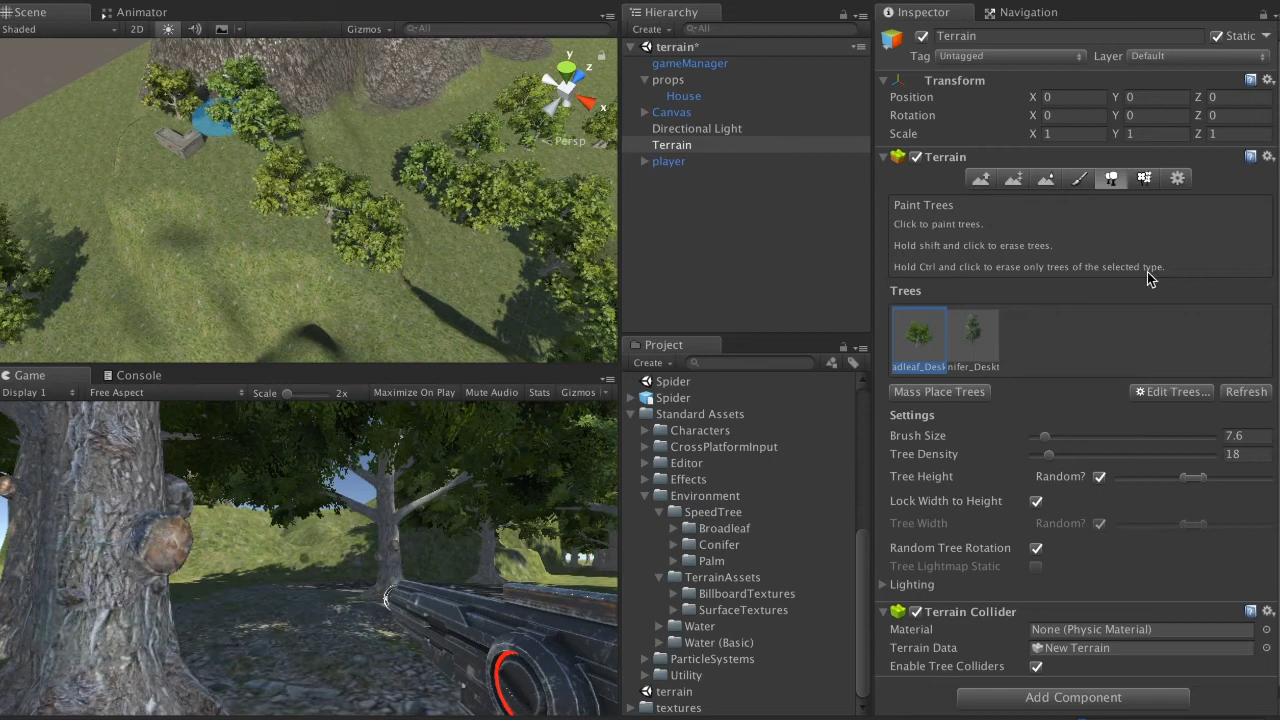 Scene
Animator
Shaded
2D
Gizmos
All
y
z
x
Persp
Game
Console
Display 1
Free Aspect
Scale
2x
Maximize On Play
Mute Audio
Stats
Gizmos
Hierarchy
Create
All
terrain*
gameManager
props
House
Canvas
Directional Light
Terrain
player
Project
Create
Spider
Spider
Standard Assets
Characters
CrossPlatformInput
Editor
Effects
Environment
SpeedTree
Broadleaf
Conifer
Palm
TerrainAssets
BillboardTextures
SurfaceTextures
Water
Water (Basic)
ParticleSystems
Utility
terrain
textures
Inspector
Navigation
Terrain
Static
Tag Untagged Layer Default
Transform
Position X 0 Y 0 Z 0
Rotation X 0 Y 0 Z 0
Scale X 1 Y 1 Z 1
Terrain
Paint Trees
Click to paint trees.
Hold shift and click to erase trees.
Hold Ctrl and click to erase only trees of the selected type.
Trees
adleaf_Desk nifer_Deskt
Mass Place Trees
Edit Trees...
Refresh
Settings
Brush Size 7.6
Tree Density 18
Tree Height Random?
Lock Width to Height
Tree Width Random?
Random Tree Rotation
Tree Lightmap Static
Lighting
Terrain Collider
Material None (Physic Material)
Terrain Data New Terrain
Enable Tree Colliders
Add Component